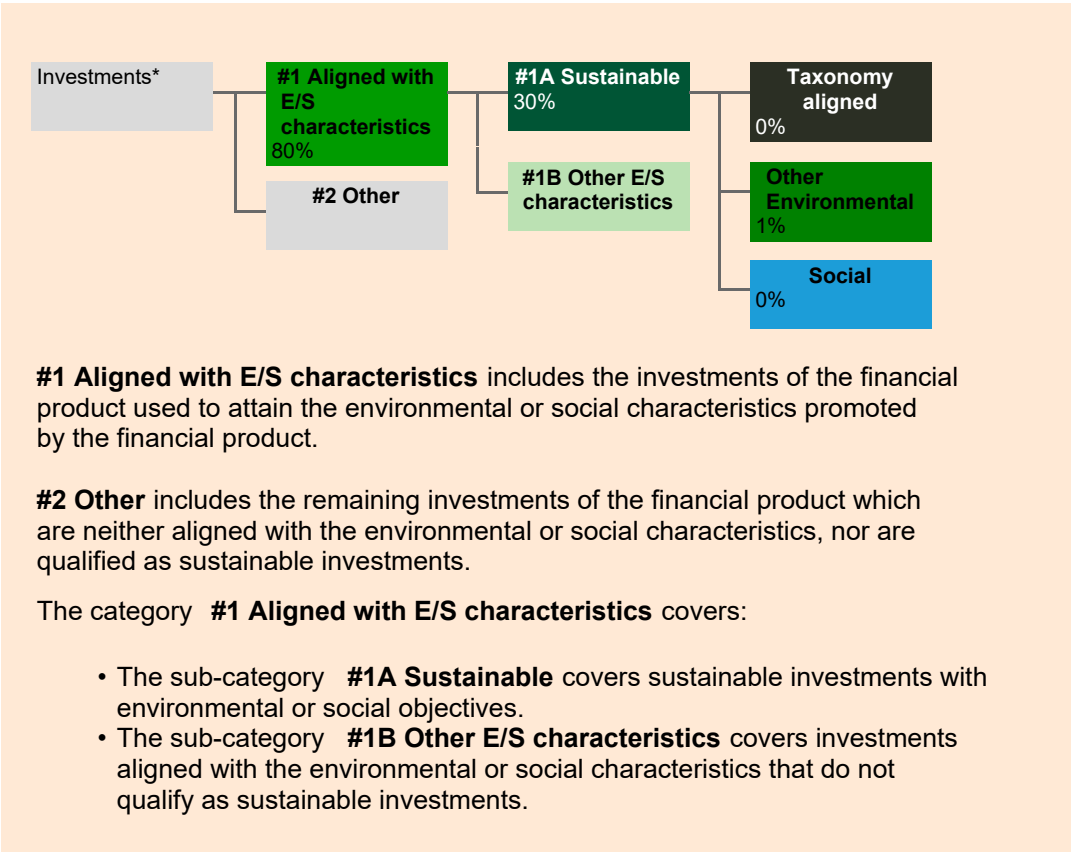 Investments*
#1 Aligned with
E/S
characteristics
80%
#2 Other
#1A Sustainable
30%
#1B Other E/S
characteristics
Taxonomy
aligned
0%
Other
Environmental
1%
Social
0%
#1 Aligned with E/S characteristics includes the investments of the financial
product used to attain the environmental or social characteristics promoted
by the financial product.
#2 Other includes the remaining investments of the financial product which
are neither aligned with the environmental or social characteristics, nor are
qualified as sustainable investments.
The category #1 Aligned with E/S characteristics covers:
• The sub-category #1A Sustainable covers sustainable investments with
environmental or social objectives.
• The sub-category #1B Other E/S characteristics covers investments
aligned with the environmental or social characteristics that do not
qualify as sustainable investments.